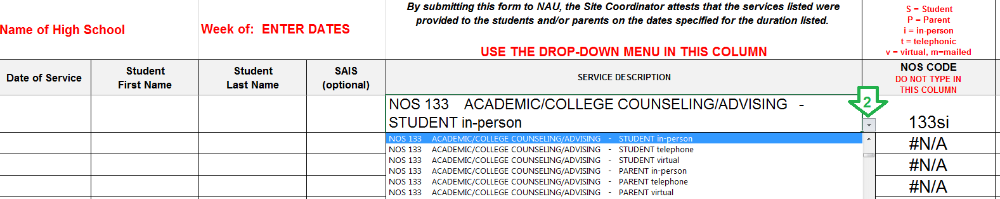 By submitting this form to NAU, the Site Coordinator attests that the services listed were
provided to the students and/or parents on the dates specified for the duration listed.
Name of High School
Week of:  ENTER DATES
USE THE DROP-DOWN MENU IN THIS COLUMN
S = Student
P = Parent
i = in-person
t = telephonic
v = virtual, m=mailed
Date of Service
Student
First Name
Student
Last Name
SAIS
(optional)
SERVICE DESCRIPTION
NOS CODE
DO NOT TYPE IN
THIS COLUMN
NOS 133    ACADEMIC/COLLEGE COUNSELING/ADVISING   -
STUDENT in-person
2
133si
NOS 133    ACADEMIC/COLLEGE COUNSELING/ADVISING   -   STUDENT in-person
NOS 133    ACADEMIC/COLLEGE COUNSELING/ADVISING   -   STUDENT telephone
NOS 133    ACADEMIC/COLLEGE COUNSELING/ADVISING   -   STUDENT virtual
NOS 133    ACADEMIC/COLLEGE COUNSELING/ADVISING   -   PARENT in-person
NOS 133    ACADEMIC/COLLEGE COUNSELING/ADVISING   -   PARENT telephone
NOS 133    ACADEMIC/COLLEGE COUNSELING/ADVISING   -   PARENT virtual
#N/A
#N/A
#N/A